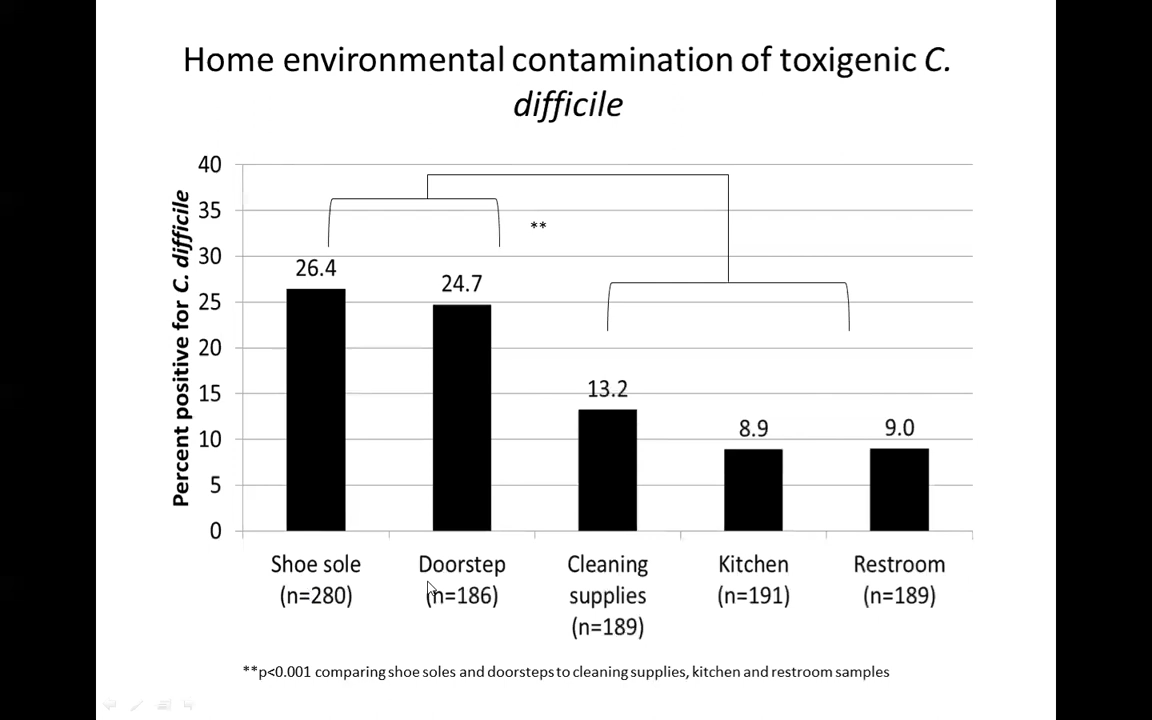 Home environmental contamination of toxigenic C.
difficile
Percent positive for C. difficile
40
35
30
25
20
15
10
5
0
**
26.4
24.7
13.2
8.9
9.0
Shoe sole
(n=280)
Doorstep
(n=186)
Cleaning
supplies
(n=189)
Kitchen
(n=191)
Restroom
(n=189)
**p<0.001 comparing shoe soles and doorsteps to cleaning supplies, kitchen and restroom samples